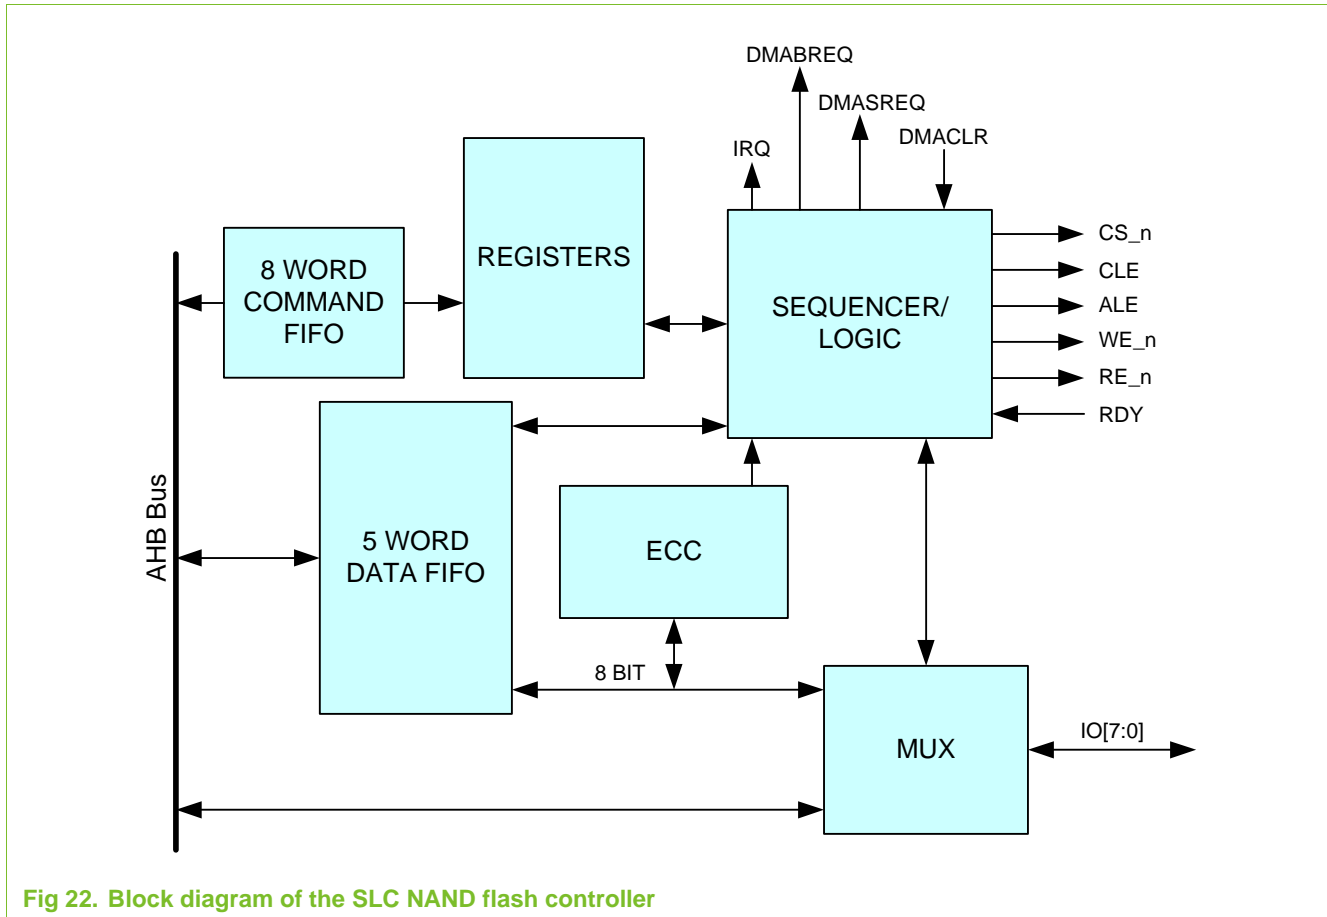 DMABREQ
DMASREQ
DMACLR
IRQ
8 WORD
COMMAND
FIFO
REGISTERS
SEQUENCER/
LOGIC
CS_n
CLE
ALE
WE_n
RE_n
RDY
AHB Bus
5 WORD
DATA FIFO
ECC
8 BIT
MUX
IO[7:0]
Fig 22. Block diagram of the SLC NAND flash controller